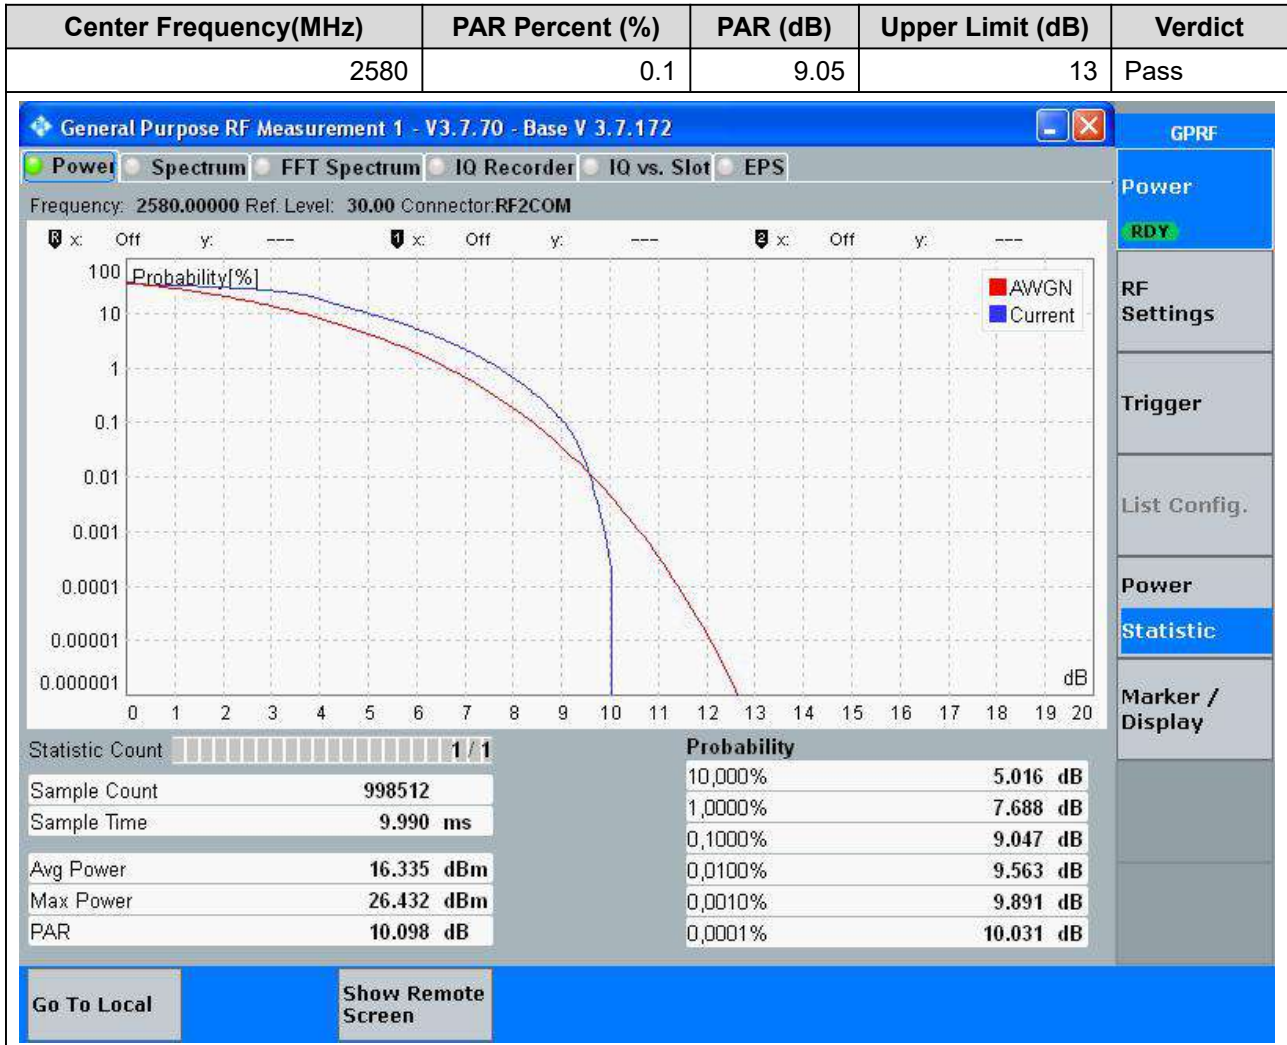 Center Frequency(MHz) PAR Percent (%) PAR (dB) Upper Limit (dB) Verdict
2580 0.1 9.05 13 Pass
General Purpose RF Measurement 1 - V3.7.70 - Base V 3.7.172
GPRF
Power Spectrum FFT Spectrum IQ Recorder IQ vs. Slot EPS
Power
RDY
Frequency: 2580.00000 Ref. Level: 30.00 Connector:RF2COM
R x: Off y: --- 1 x: Off y: --- 2 x: Off y: ---
Probability[%]
AWGN
Current
100
10
1
0.1
0.01
0.001
0.0001
0.00001
0.000001
dB
0 1 2 3 4 5 6 7 8 9 10 11 12 13 14 15 16 17 18 19 20
RF
Settings
Trigger
List Config.
Power
Statistic
Marker /
Display
Statistic Count 1 / 1
Sample Count 998512
Sample Time 9.990 ms
Avg Power 16.335 dBm
Max Power 26.432 dBm
PAR 10.098 dB
Probability
10,000% 5.016 dB
1,0000% 7.688 dB
0,1000% 9.047 dB
0,0100% 9.563 dB
0,0010% 9.891 dB
0,0001% 10.031 dB
Go To Local
Show Remote
Screen